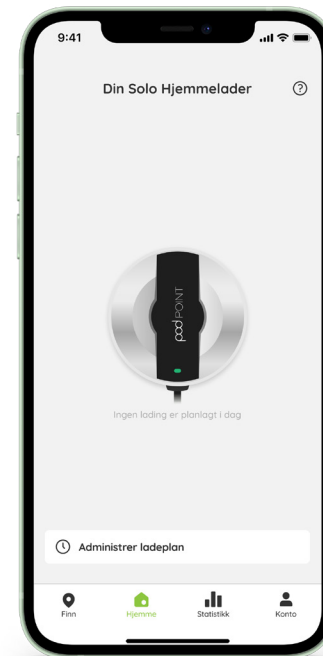 9:41
Din Solo Hjemmelader
?
pod POINT
Ingen lading er planlagt i dag
Administrer ladeplan
Finn
Hjemme
Statistikk
Konto